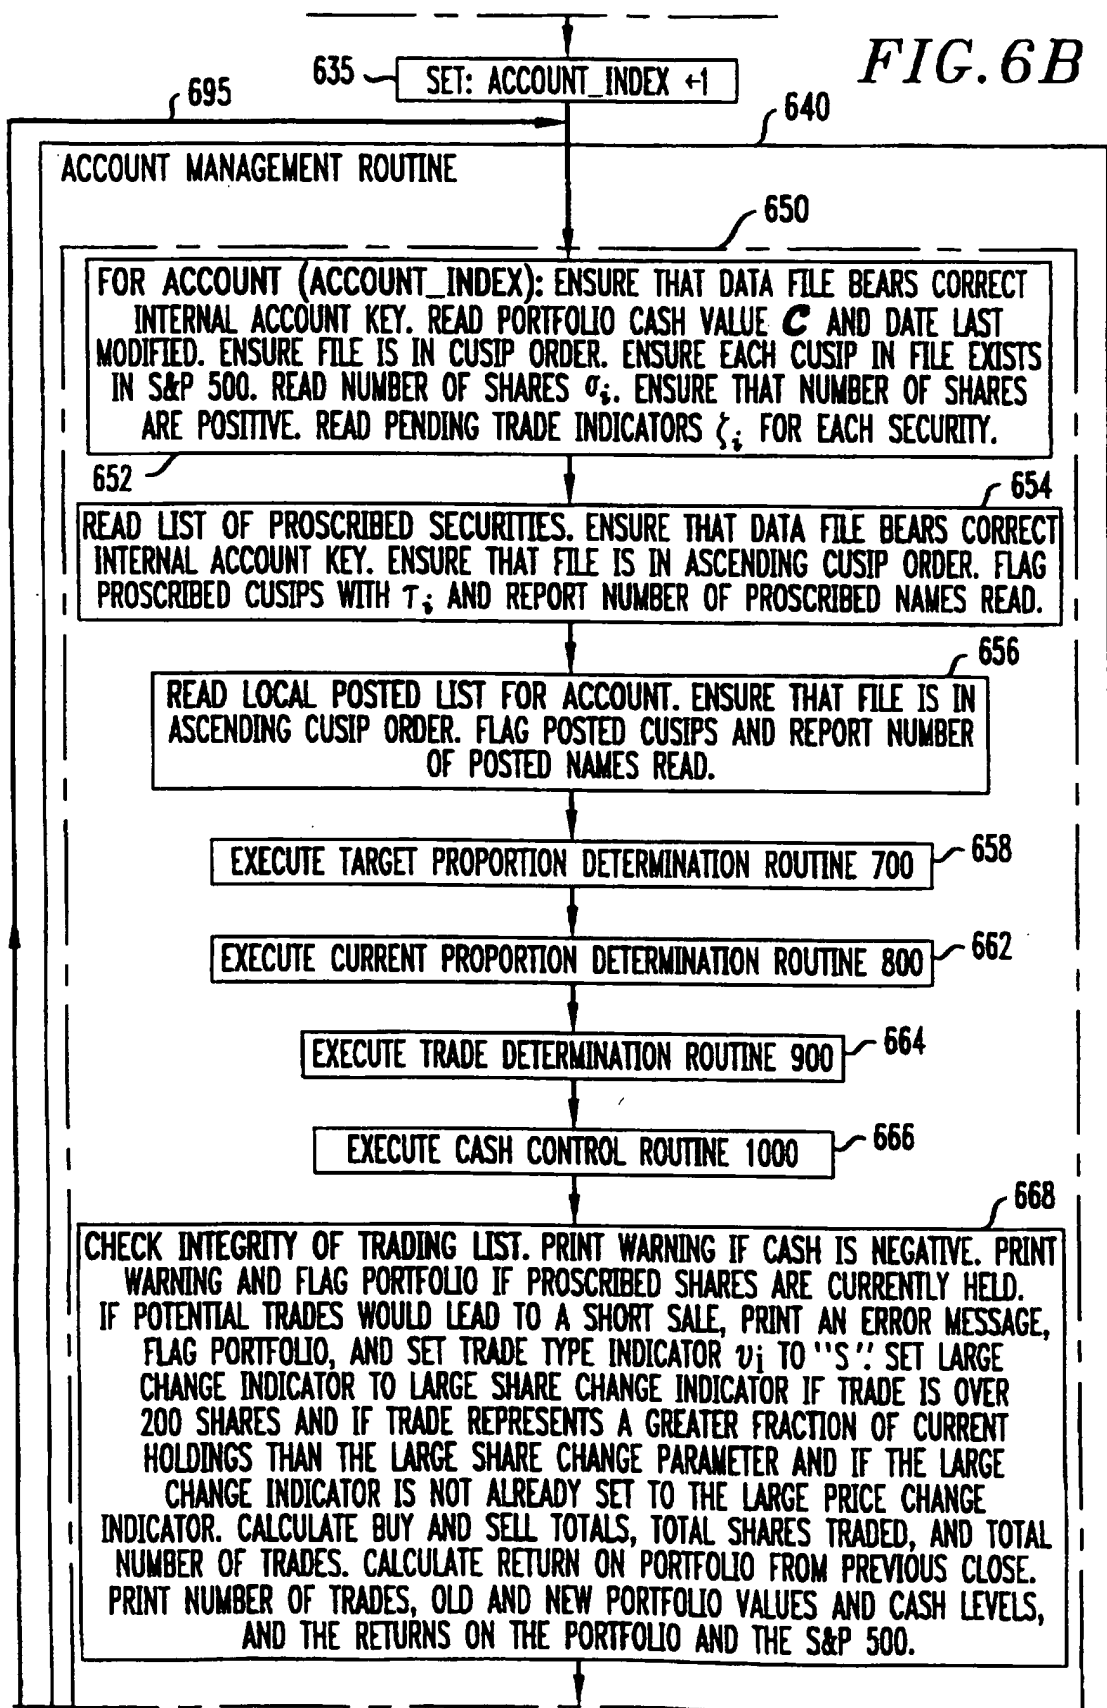 FIG. 6B
635
SET: ACCOUNT_INDEX ←1
695
640
ACCOUNT MANAGEMENT ROUTINE
650
FOR ACCOUNT (ACCOUNT_INDEX): ENSURE THAT DATA FILE BEARS CORRECT
INTERNAL ACCOUNT KEY. READ PORTFOLIO CASH VALUE C AND DATE LAST
MODIFIED. ENSURE FILE IS IN CUSIP ORDER. ENSURE EACH CUSIP IN FILE EXISTS
IN S&P 500. READ NUMBER OF SHARES σi. ENSURE THAT NUMBER OF SHARES
ARE POSITIVE. READ PENDING TRADE INDICATORS ζi FOR EACH SECURITY.
652
654
READ LIST OF PROSCRIBED SECURITIES. ENSURE THAT DATA FILE BEARS CORRECT
INTERNAL ACCOUNT KEY. ENSURE THAT FILE IS IN ASCENDING CUSIP ORDER. FLAG
PROSCRIBED CUSIPS WITH τi AND REPORT NUMBER OF PROSCRIBED NAMES READ.
656
READ LOCAL POSTED LIST FOR ACCOUNT. ENSURE THAT FILE IS IN
ASCENDING CUSIP ORDER. FLAG POSTED CUSIPS AND REPORT NUMBER
OF POSTED NAMES READ.
EXECUTE TARGET PROPORTION DETERMINATION ROUTINE 700
658
EXECUTE CURRENT PROPORTION DETERMINATION ROUTINE 800
662
EXECUTE TRADE DETERMINATION ROUTINE 900
664
EXECUTE CASH CONTROL ROUTINE 1000
666
668
CHECK INTEGRITY OF TRADING LIST. PRINT WARNING IF CASH IS NEGATIVE. PRINT
WARNING AND FLAG PORTFOLIO IF PROSCRIBED SHARES ARE CURRENTLY HELD.
IF POTENTIAL TRADES WOULD LEAD TO A SHORT SALE, PRINT AN ERROR MESSAGE,
FLAG PORTFOLIO, AND SET TRADE TYPE INDICATOR υi TO "S". SET LARGE
CHANGE INDICATOR TO LARGE SHARE CHANGE INDICATOR IF TRADE IS OVER
200 SHARES AND IF TRADE REPRESENTS A GREATER FRACTION OF CURRENT
HOLDINGS THAN THE LARGE SHARE CHANGE PARAMETER AND IF THE LARGE
CHANGE INDICATOR IS NOT ALREADY SET TO THE LARGE PRICE CHANGE
INDICATOR. CALCULATE BUY AND SELL TOTALS, TOTAL SHARES TRADED, AND TOTAL
NUMBER OF TRADES. CALCULATE RETURN ON PORTFOLIO FROM PREVIOUS CLOSE.
PRINT NUMBER OF TRADES, OLD AND NEW PORTFOLIO VALUES AND CASH LEVELS,
AND THE RETURNS ON THE PORTFOLIO AND THE S&P 500.